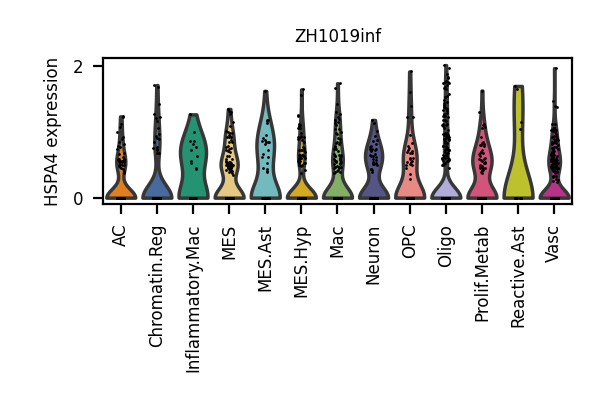 ZH1019inf
HSPA4 expression
2
0
AC
Chromatin.Reg
Inflammatory.Mac
MES
MES.Ast
MES.Hyp
Mac
Neuron
OPC
Oligo
Prolif.Metab
Reactive.Ast
Vasc